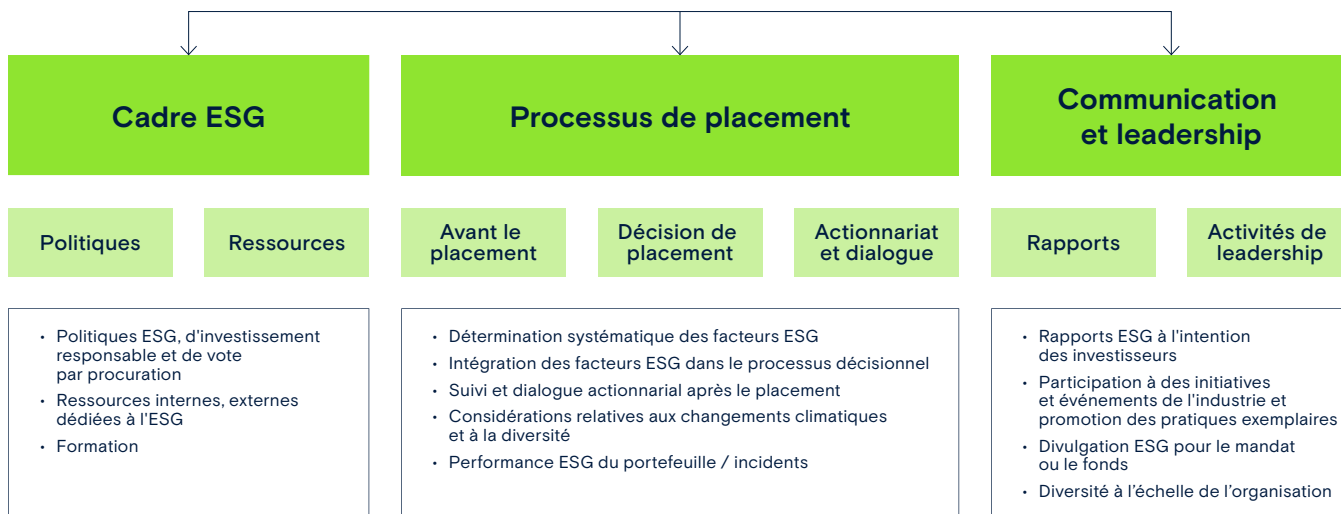 Cadre ESG
Processus de placement
Communication
et leadership
Politiques
Ressources
Avant le
placement
Décision de
placement
Actionnariat
et dialogue
Rapports
Activités de
leadership
• Politiques ESG, d'investissement
responsable et de vote
par procuration
• Ressources internes, externes
dédiées à l'ESG
• Formation
• Détermination systématique des facteurs ESG
• Intégration des facteurs ESG dans le processus décisionnel
• Suivi et dialogue actionnarial après le placement
• Considérations relatives aux changements climatiques
et à la diversité
• Performance ESG du portefeuille / incidents
• Rapports ESG à l'intention
des investisseurs
• Participation à des initiatives
et événements de l'industrie et
promotion des pratiques exemplaires
• Divulgation ESG pour le mandat
ou le fonds
• Diversité à l’échelle de l'organisation